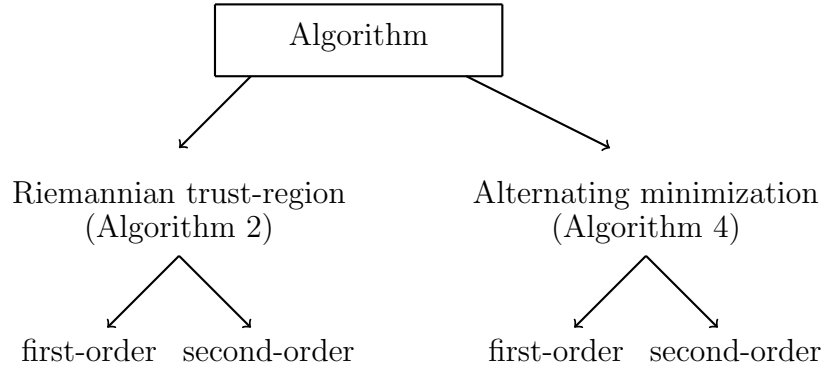 Algorithm
Riemannian trust-region
(Algorithm 2)
Alternating minimization
(Algorithm 4)
first-order second-order
first-order second-order